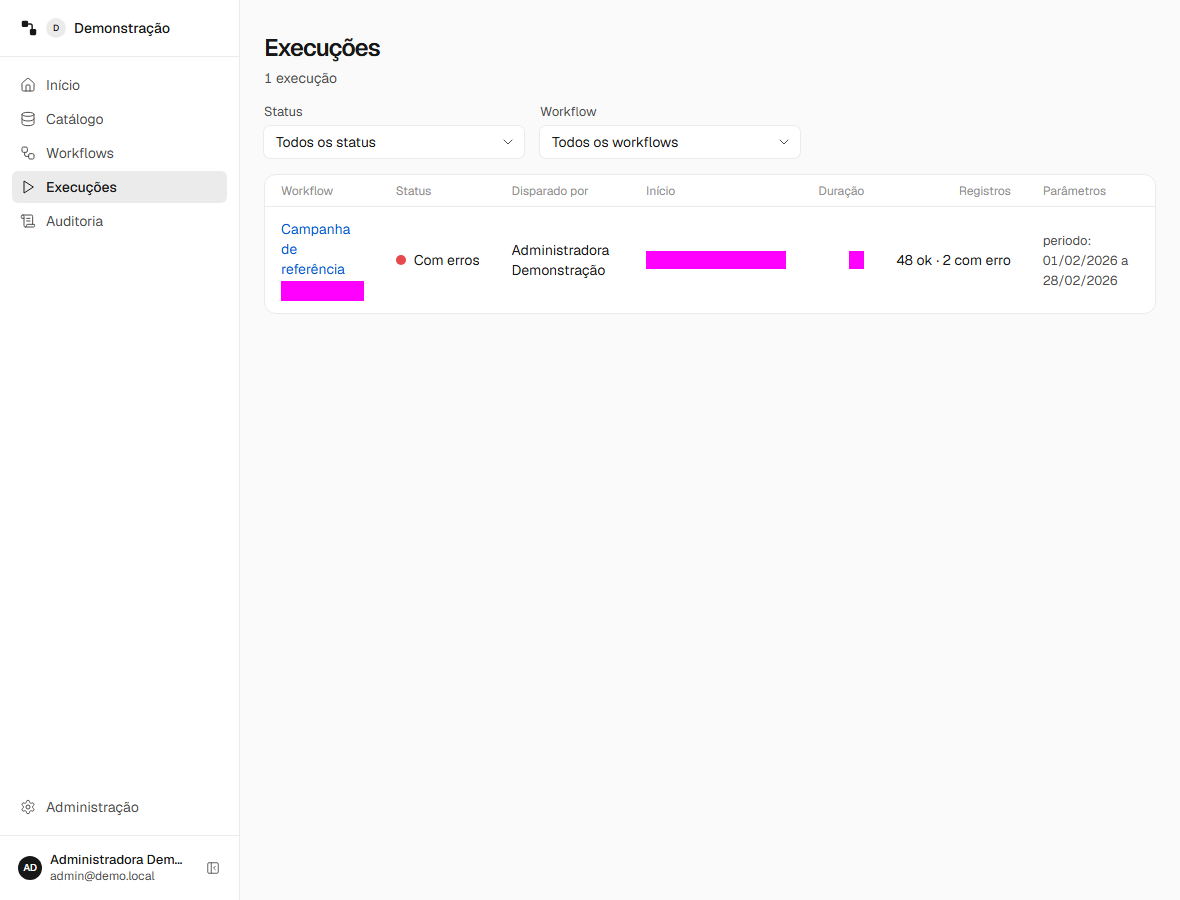 D Demonstração
Início
Catálogo
Workflows
Execuções
Auditoria
Administração
AD
Administradora Dem...
admin@demo.local
Execuções
1 execução
Status
Workflow
Todos os status
Todos os workflows
Workflow Status Disparado por Início Duração Registros Parâmetros
Campanha
de
referência
Com erros
Administradora
Demonstração
48 ok · 2 com erro
periodo:
01/02/2026 a
28/02/2026